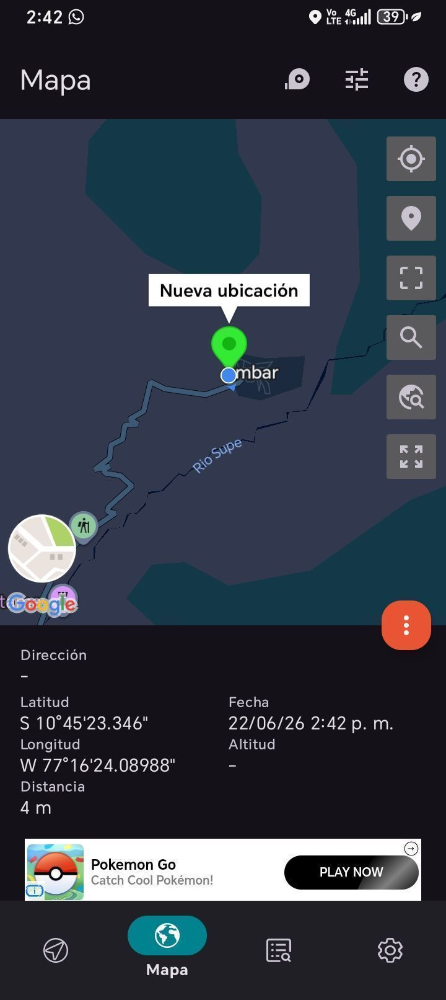 2:42
Vo LTE 4G 39
Mapa
Nueva ubicación
mbar
Rio Supe
Google
Dirección
–
Latitud
S 10°45'23.346"
Fecha
22/06/26 2:42 p. m.
Longitud
W 77°16'24.08988"
Altitud
–
Distancia
4 m
Pokemon Go
Catch Cool Pokémon!
PLAY NOW
Mapa